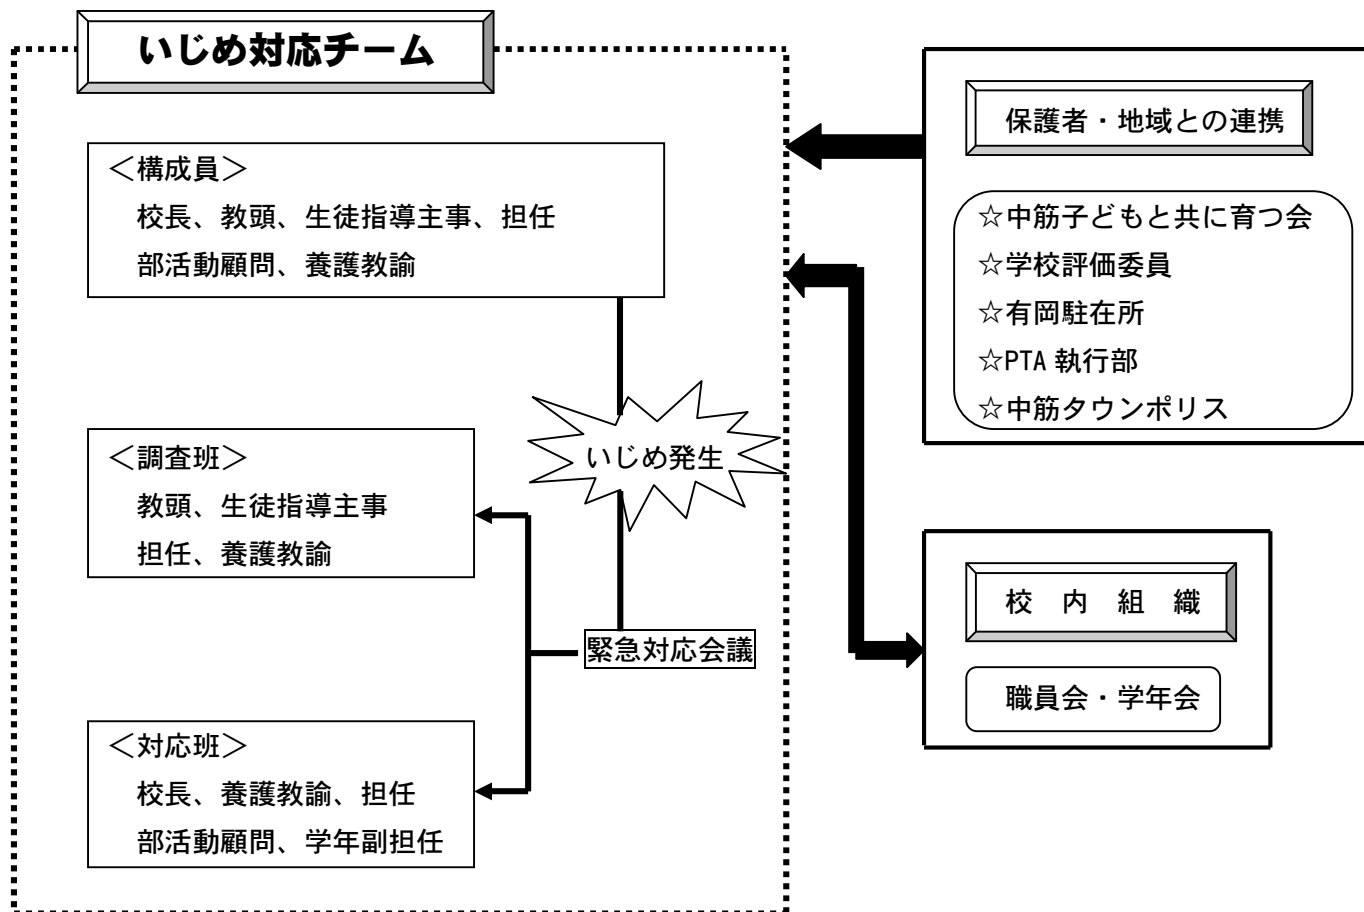 いじめ対応チーム
＜構成員＞
校長、教頭、生徒指導主事、担任
部活動顧問、養護教諭
いじめ発生
＜調査班＞
教頭、生徒指導主事
担任、養護教諭
緊急対応会議
＜対応班＞
校長、養護教諭、担任
部活動顧問、学年副担任
保護者・地域との連携
☆中筋子どもと共に育つ会
☆学校評価委員
☆有岡駐在所
☆PTA 執行部
☆中筋タウンポリス
校　内　組　織
職員会・学年会